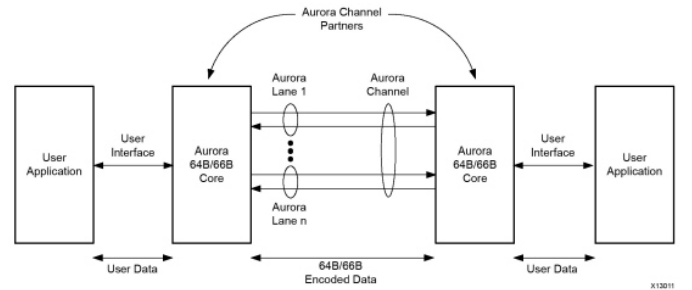 Aurora Channel
Partners
Aurora
Lane 1
Aurora
Channel
User
Application
User
Interface
Aurora
64B/66B
Core
Aurora
64B/66B
Core
User
Interface
User
Application
Aurora
Lane n
User Data
64B/66B
Encoded Data
User Data
X13011